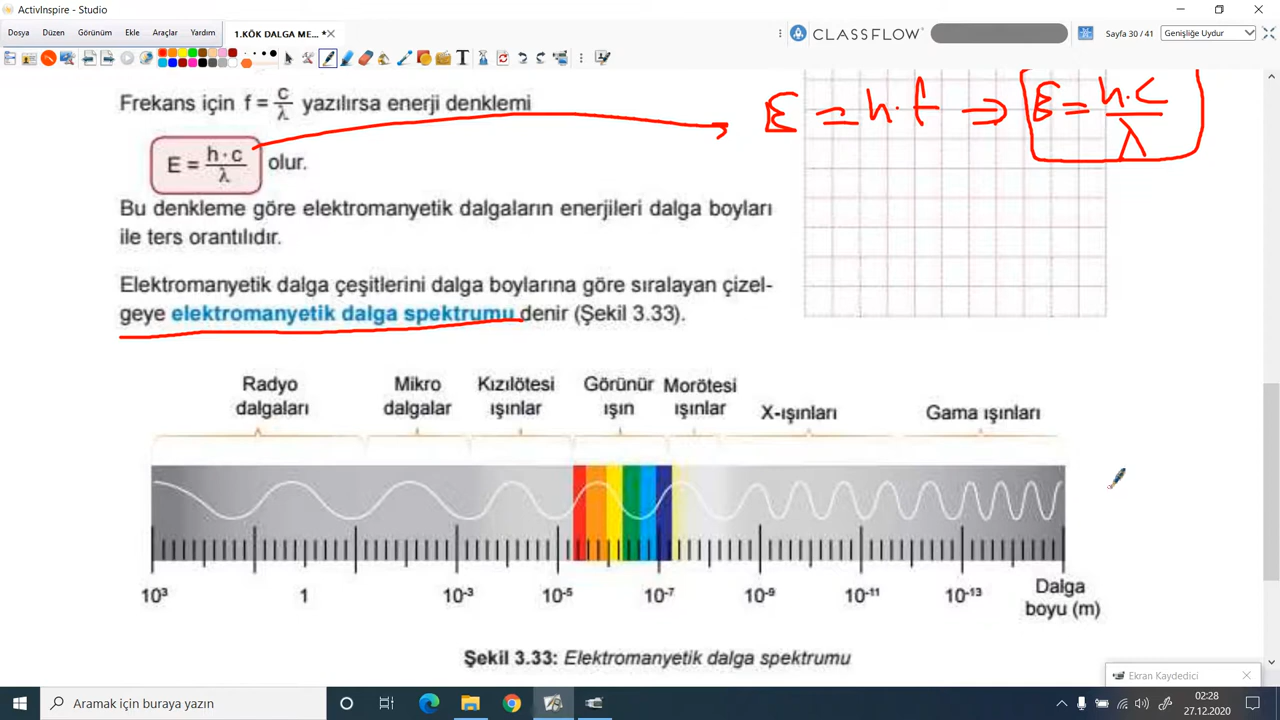 ActivInspire - Studio
Dosya Düzen Görünüm Ekle Araçlar Yardım
1.KÖK DALGA ME... *
CLASSFLOW
Sayfa 30 / 41
Genişliğe Uydur
T
Frekans için f = c/λ yazılırsa enerji denklemi
E = h · c/λ olur.
E = h · f ⇒ E = h · c/λ
Bu denkleme göre elektromanyetik dalgaların enerjileri dalga boyları
ile ters orantılıdır.
Elektromanyetik dalga çeşitlerini dalga boylarına göre sıralayan çizel-
geye elektromanyetik dalga spektrumu denir (Şekil 3.33).
Radyo dalgaları
Mikro dalgalar
Kızılötesi ışınlar
Görünür ışın
Morötesi ışınlar
X-ışınları
Gama ışınları
10³ 1 10⁻³ 10⁻⁵ 10⁻⁷ 10⁻⁹ 10⁻¹¹ 10⁻¹³
Dalga boyu (m)
Şekil 3.33: Elektromanyetik dalga spektrumu
Ekran Kaydedici
Aramak için buraya yazın
02:28
27.12.2020